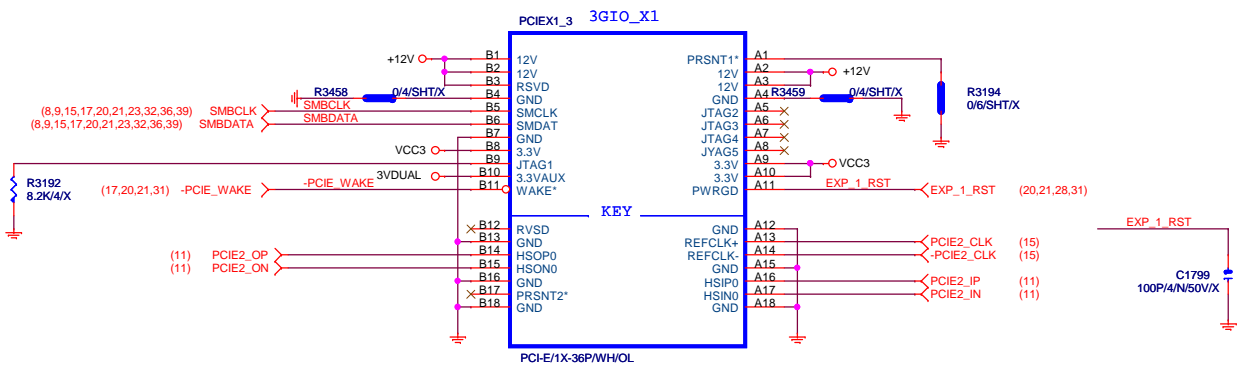 PCIEX1_3 3GIO_X1
+12V B1 12V PRSNT1* A1
B2 12V 12V A2 +12V
B3 RSVD 12V A3
R3458 0/4/SHT/X B4 GND GND A4 R3459 0/4/SHT/X
R3194
0/6/SHT/X
(8,9,15,17,20,21,23,32,36,39) SMBCLK SMBCLK B5 SMCLK JTAG2 A5
(8,9,15,17,20,21,23,32,36,39) SMBDATA SMBDATA B6 SMDAT JTAG3 A6
B7 GND JTAG4 A7
VCC3 B8 3.3V JYAG5 A8
B9 JTAG1 3.3V A9 VCC3
3VDUAL B10 3.3VAUX 3.3V A10
R3192
8.2K/4/X
(17,20,21,31) -PCIE_WAKE -PCIE_WAKE B11 WAKE* PWRGD A11 EXP_1_RST EXP_1_RST (20,21,28,31)
KEY
B12 RVSD GND A12 EXP_1_RST
B13 GND REFCLK+ A13 PCIE2_CLK (15)
(11) PCIE2_OP B14 HSOP0 REFCLK- A14 -PCIE2_CLK (15)
(11) PCIE2_ON B15 HSON0 GND A15
B16 GND HSIP0 A16 PCIE2_IP (11)
B17 PRSNT2* HSIN0 A17 PCIE2_IN (11)
B18 GND GND A18
C1799
100P/4/N/50V/X
PCI-E/1X-36P/WH/OL